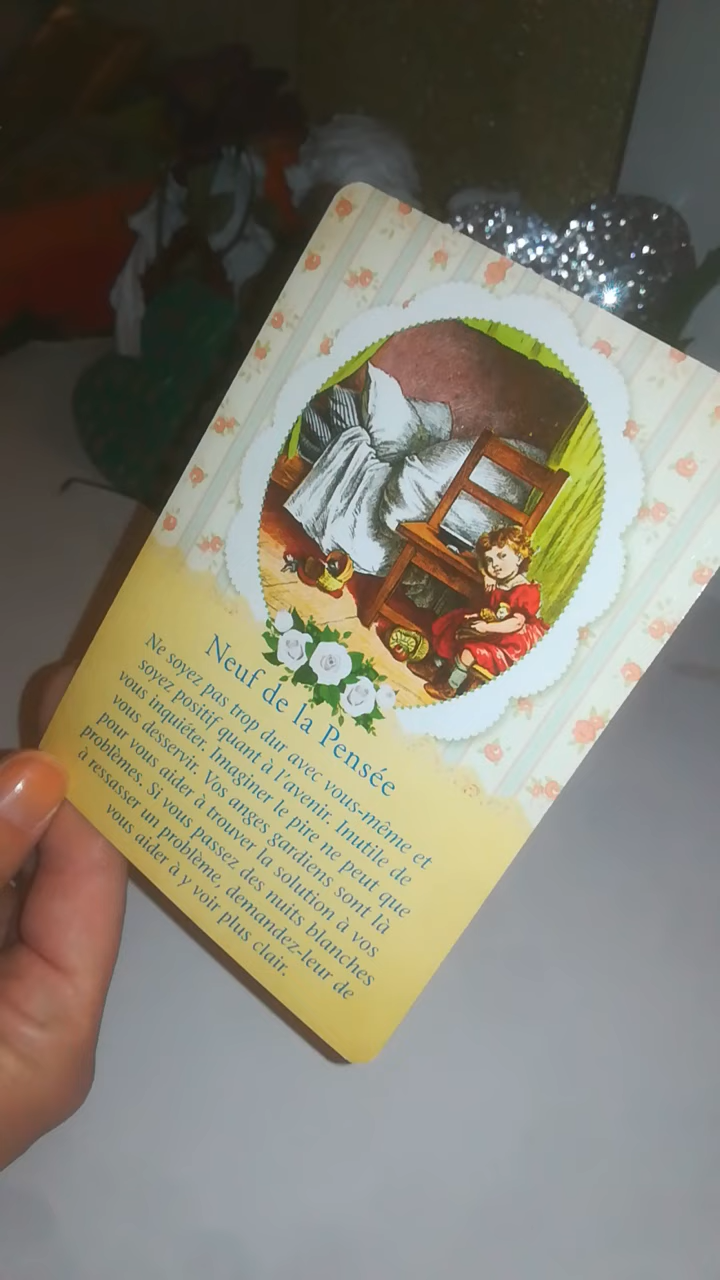 Neuf de la Pensée
Ne soyez pas trop dur avec vous-même et
soyez positif quant à l'avenir. Inutile de
vous inquiéter. Imaginer le pire ne peut que
vous desservir. Vos anges gardiens sont là
pour vous aider à trouver la solution à vos
problèmes. Si vous passez des nuits blanches
à ressasser un problème, demandez-leur de
vous aider à y voir plus clair.